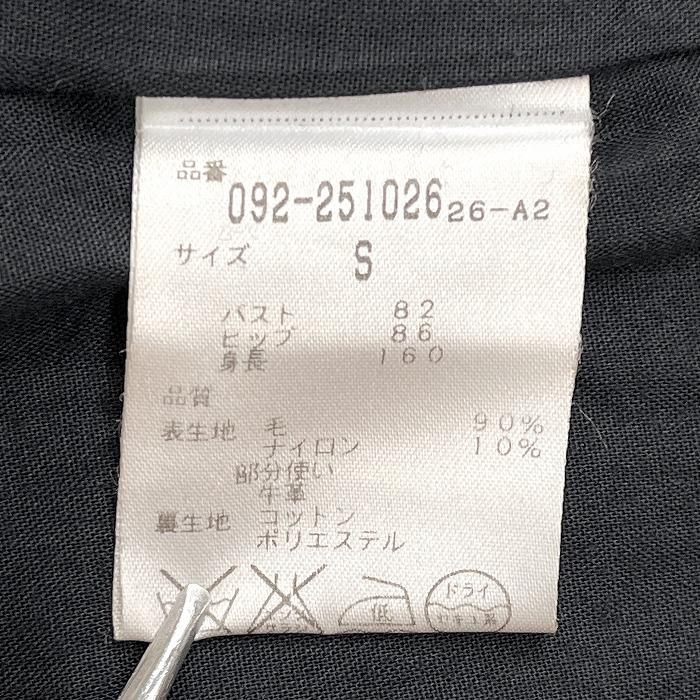 品番
092-251026 26-A2
サイズ S
バスト 82
ヒップ 86
身長 160
品質
表生地 毛 90%
ナイロン 10%
部分使い
牛革
裏生地 コットン
ポリエステル
低
ドライ